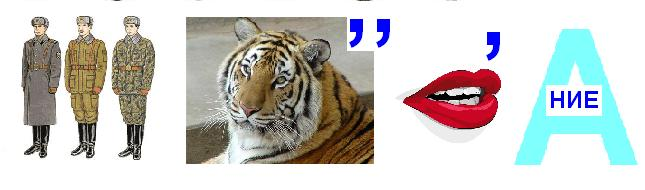 ,,
,
А
НИЕ